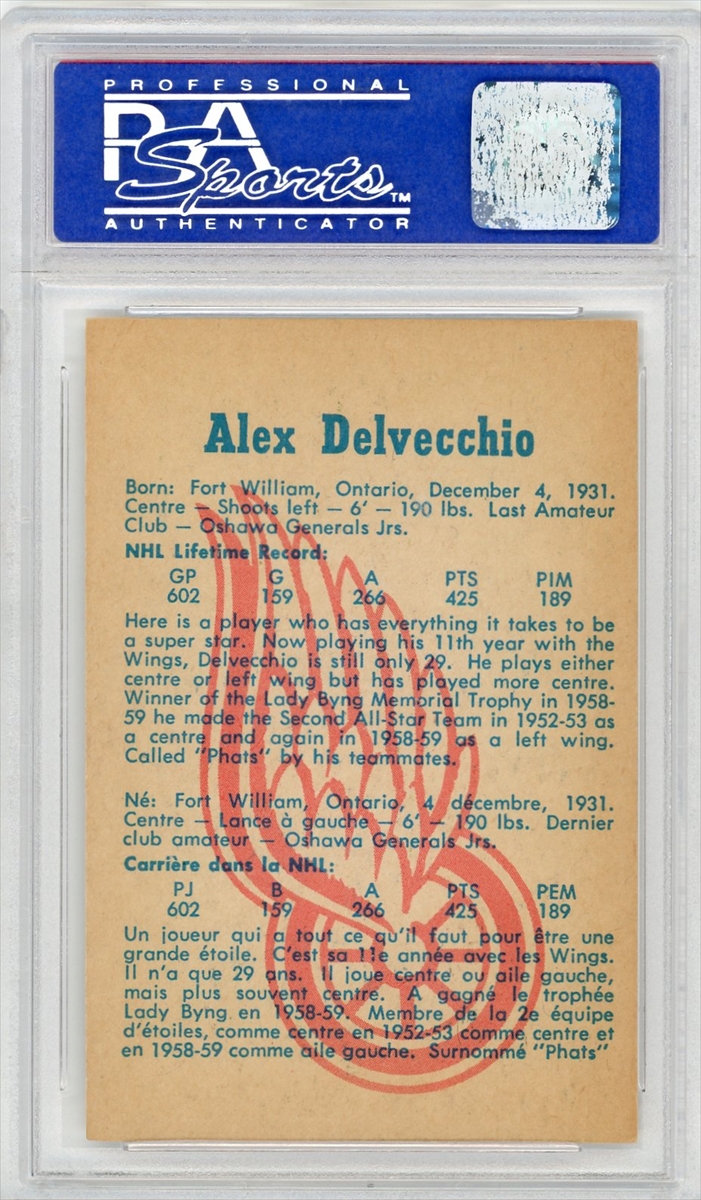 PROFESSIONAL
PSA
Sports™
AUTHENTICATOR
Alex Delvecchio
Born: Fort William, Ontario, December 4, 1931.
Centre — Shoots left — 6' — 190 lbs. Last Amateur
Club — Oshawa Generals Jrs.
NHL Lifetime Record:
GP G A PTS PIM
602 159 266 425 189
Here is a player who has everything it takes to be
a super star. Now playing his 11th year with the
Wings, Delvecchio is still only 29. He plays either
centre or left wing but has played more centre.
Winner of the Lady Byng Memorial Trophy in 1958-
59 he made the Second All-Star Team in 1952-53 as
a centre and again in 1958-59 as a left wing.
Called "Phats" by his teammates.
Né: Fort William, Ontario, 4 décembre, 1931.
Centre — Lance à gauche — 6' — 190 lbs. Dernier
club amateur — Oshawa Generals Jrs.
Carrière dans la NHL:
PJ B A PTS PEM
602 159 266 425 189
Un joueur qui a tout ce qu'il faut pour être une
grande étoile. C'est sa 11e année avec les Wings.
Il n'a que 29 ans. Il joue centre ou aile gauche,
mais plus souvent centre. A gagné le trophée
Lady Byng en 1958-59. Membre de la 2e équipe
d'étoiles, comme centre en 1952-53 comme centre et
en 1958-59 comme aile gauche. Surnommé "Phats"